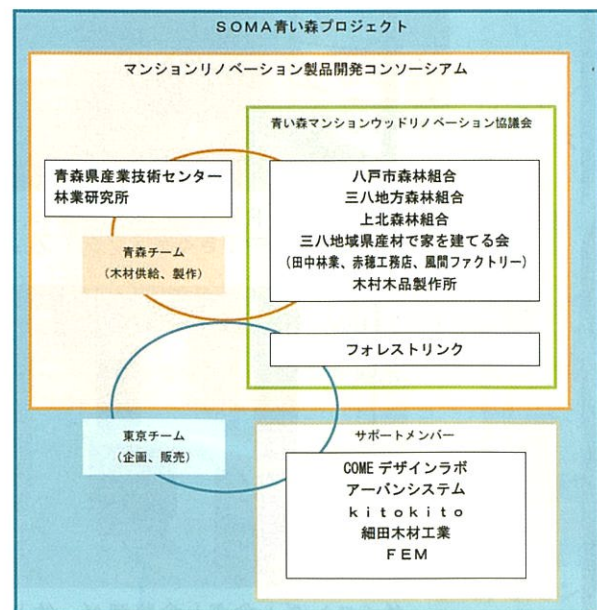 SOMA青い森プロジェクト
マンションリノベーション製品開発コンソーシアム
青い森マンションウッドリノベーション協議会
青森県産業技術センター
林業研究所
八戸市森林組合
三八地方森林組合
上北森林組合
三八地域県産材で家を建てる会
(田中林業、赤穂工務店、風間ファクトリー)
木村木品製作所
青森チーム
(木材供給、製作)
フォレストリンク
東京チーム
(企画、販売)
サポートメンバー
COMEデザインラボ
アーバンシステム
kitokito
細田木材工業
FEM